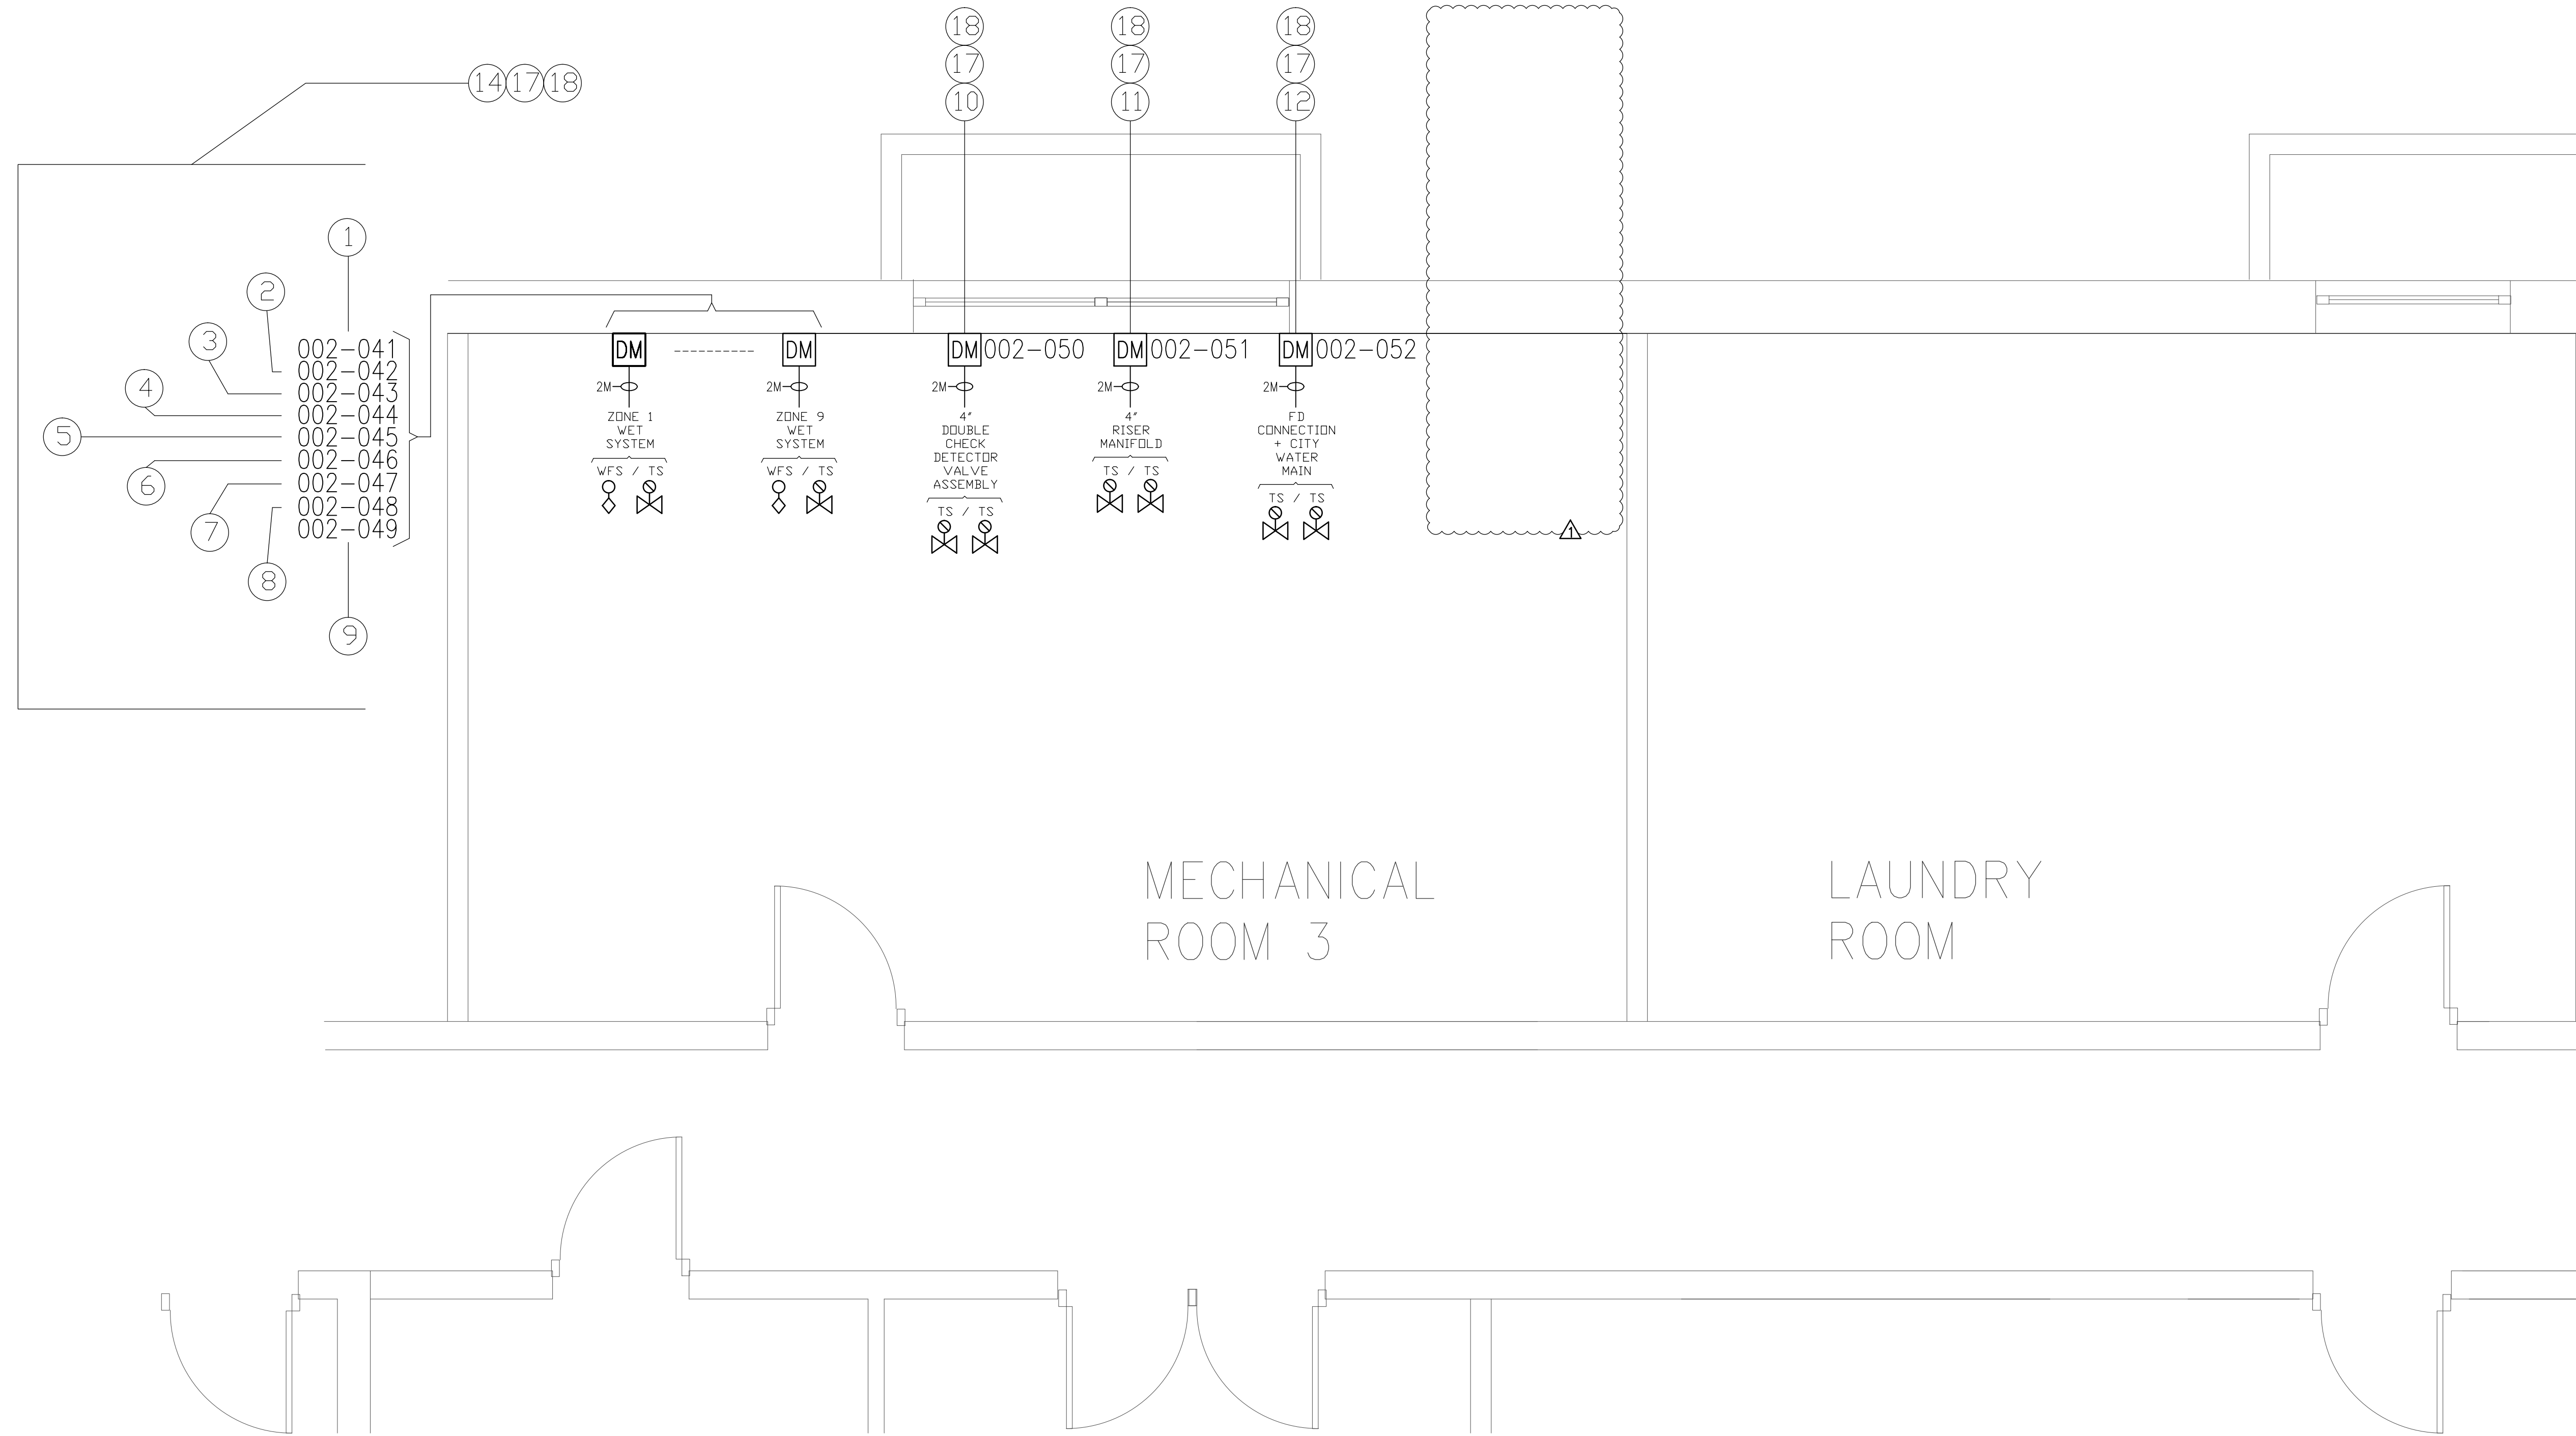 18 18 18
17 17 17
10 11 12
14 17 18
1
2
3
4
5
6
7
8
9
002-041
002-042
002-043
002-044
002-045
002-046
002-047
002-048
002-049
DM
2M
ZONE 1
WET
SYSTEM
WFS / TS
DM
2M
ZONE 9
WET
SYSTEM
WFS / TS
DM 002-050
2M
4"
DOUBLE
CHECK
DETECTOR
VALVE
ASSEMBLY
TS / TS
DM 002-051
2M
4"
RISER
MANIFOLD
TS / TS
DM 002-052
2M
FD
CONNECTION
+ CITY
WATER
MAIN
TS / TS
1
MECHANICAL
ROOM 3
LAUNDRY
ROOM